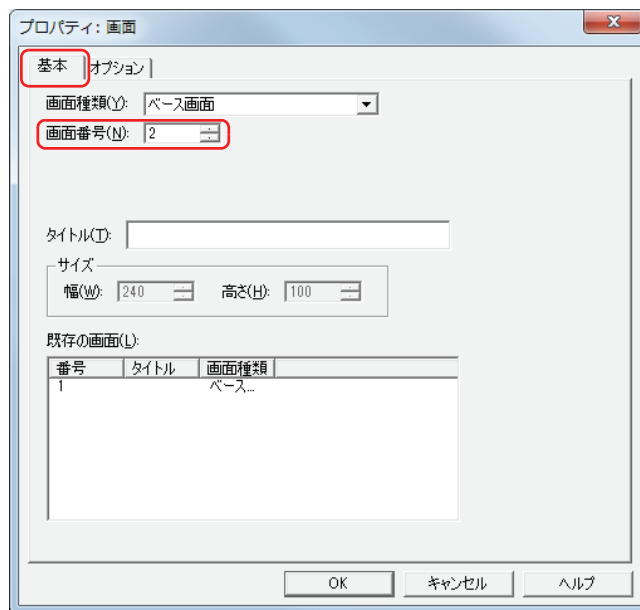 プロパティ: 画面
基本 オプション
画面種類(Y): ベース画面
画面番号(N): 2
タイトル(T):
サイズ
幅(W): 240 高さ(H): 100
既存の画面(L):
番号 タイトル 画面種類
1 ベース...
OK キャンセル ヘルプ